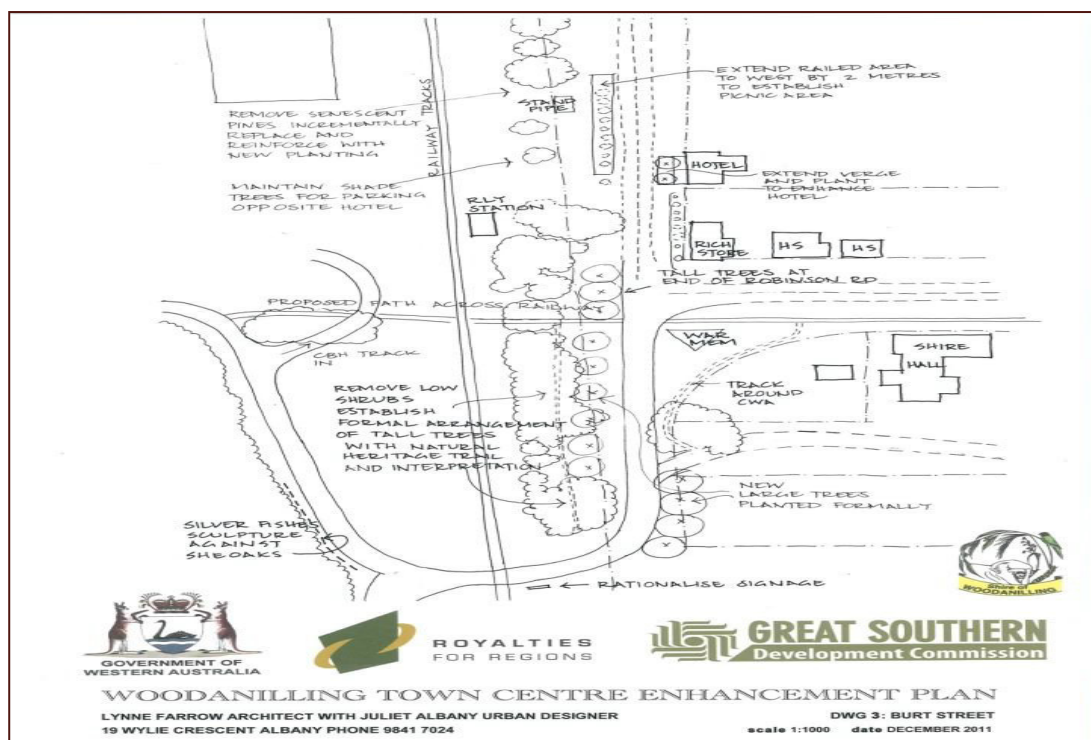 EXTEND RAILED AREA
TO WEST BY 2 METRES
TO ESTABLISH
PICNIC AREA
STAND
PIPE
REMOVE SENESCENT
PINES INCREMENTALLY
REPLACE AND
REINFORCE WITH
NEW PLANTING
RAILWAY TRACKS
HOTEL
EXTEND VERGE
AND PLANT
TO ENHANCE
HOTEL
MAINTAIN SHADE
TREES FOR PARKING
OPPOSITE HOTEL
RLY
STATION
RICH
STORE
HS
HS
TALL TREES AT
END OF ROBINSON RD
PROPOSED PATH ACROSS RAILWAY
WAR
MEM
SHIRE
HALL
CBH TRACK
IN
TRACK
AROUND
CWA
REMOVE LOW
SHRUBS
ESTABLISH
FORMAL ARRANGEMENT
OF TALL TREES
WITH NATURAL
HERITAGE TRAIL
AND INTERPRETATION
NEW
LARGE TREES
PLANTED FORMALLY
SILVER FISHES
SCULPTURE
AGAINST
SHEOAKS
RATIONALISE SIGNAGE
Shire of
WOODANILLING
GOVERNMENT OF
WESTERN AUSTRALIA
ROYALTIES
FOR REGIONS
GREAT SOUTHERN
Development Commission
WOODANILLING TOWN CENTRE ENHANCEMENT PLAN
LYNNE FARROW ARCHITECT WITH JULIET ALBANY URBAN DESIGNER
DWG 3: BURT STREET
19 WYLIE CRESCENT ALBANY PHONE 9841 7024
scale 1:1000 date DECEMBER 2011